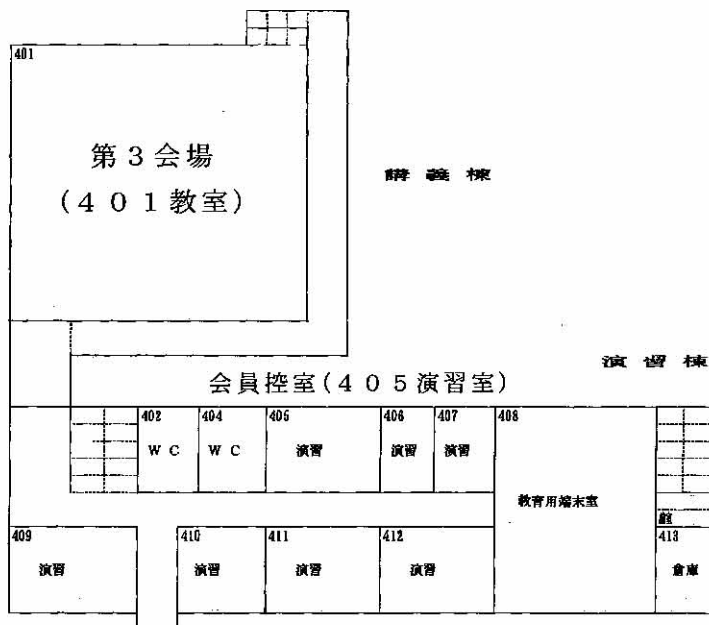 401
第3会場
(401教室)
講義棟
演習棟
会員控室(405演習室)
402
WC
404
WC
405
演習
406
演習
407
演習
408
教育用端末室
409
演習
410
演習
411
演習
412
演習
413
倉庫